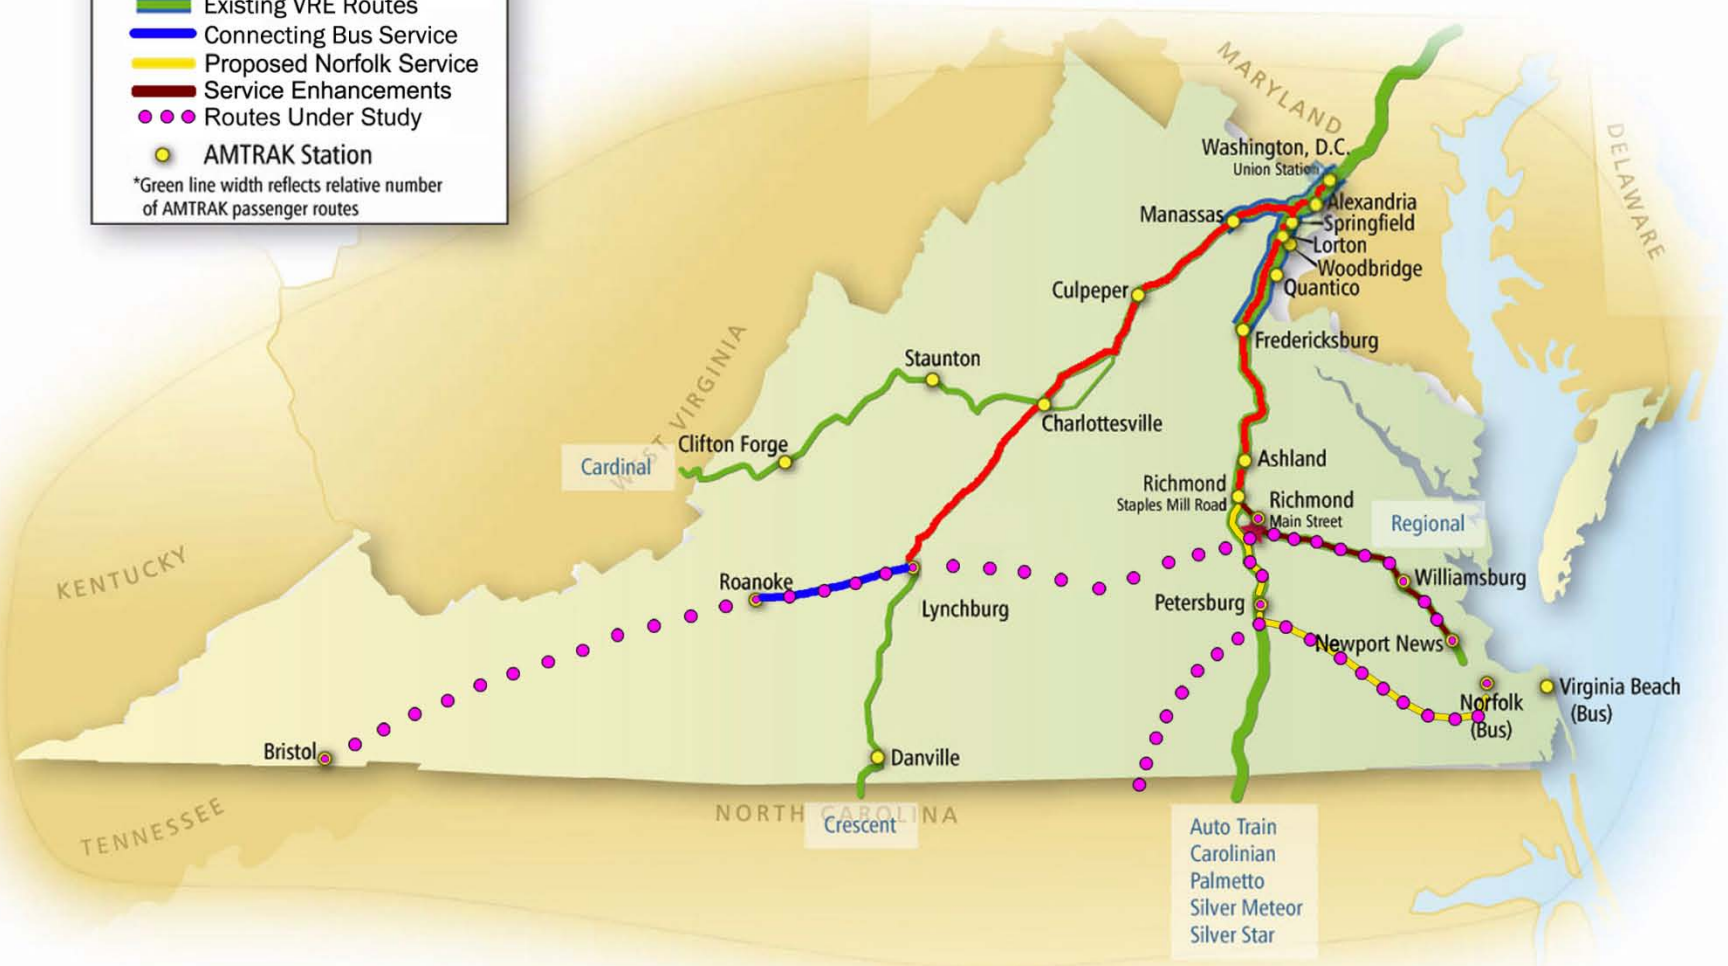 Existing VRE Routes
Connecting Bus Service
Proposed Norfolk Service
Service Enhancements
Routes Under Study
AMTRAK Station
*Green line width reflects relative number
of AMTRAK passenger routes
MARYLAND
DELAWARE
Washington, D.C.
Union Station
Alexandria
Manassas
Springfield
Lorton
Woodbridge
Quantico
Culpeper
Fredericksburg
WEST VIRGINIA
Staunton
Charlottesville
Clifton Forge
Cardinal
Ashland
Richmond
Staples Mill Road
Richmond
Main Street
Regional
KENTUCKY
Roanoke
Lynchburg
Williamsburg
Petersburg
Newport News
Norfolk
(Bus)
Virginia Beach
(Bus)
Bristol
Danville
TENNESSEE
NORTH CAROLINA
Crescent
Auto Train
Carolinian
Palmetto
Silver Meteor
Silver Star